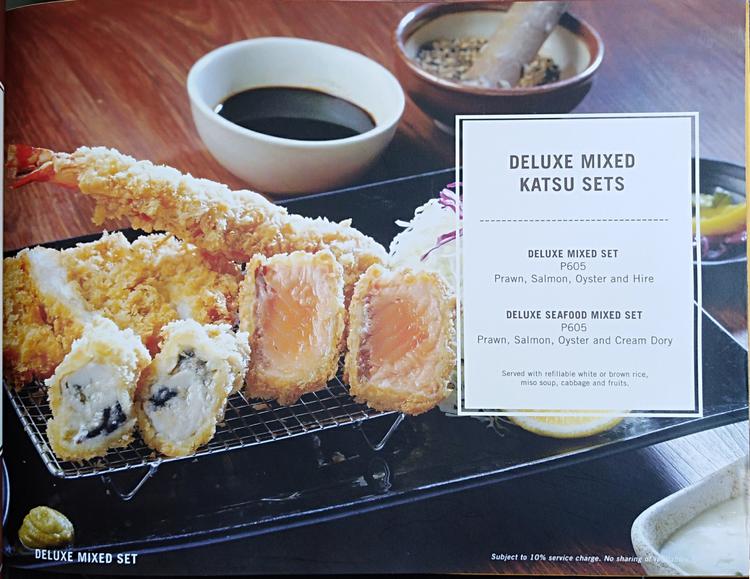 DELUXE MIXED
KATSU SETS
DELUXE MIXED SET
P605
Prawn, Salmon, Oyster and Hire
DELUXE SEAFOOD MIXED SET
P605
Prawn, Salmon, Oyster and Cream Dory
Served with refillable white or brown rice,
miso soup, cabbage and fruits.
DELUXE MIXED SET
Subject to 10% service charge. No sharing of